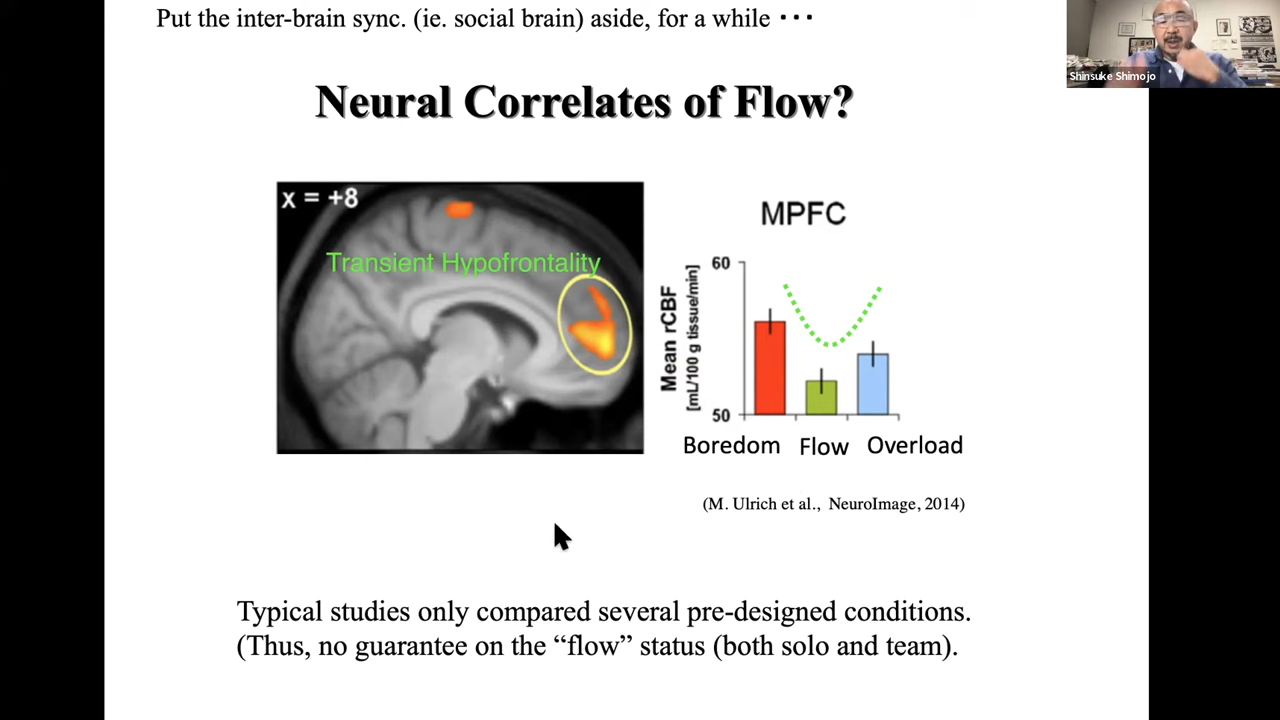 Put the inter-brain sync. (ie. social brain) aside, for a while ･･･
Shinsuke Shimojo
Neural Correlates of Flow?
x = +8
Transient Hypofrontality
MPFC
Mean rCBF
[mL/100 g tissue/min]
60
50
Boredom Flow Overload
(M. Ulrich et al., NeuroImage, 2014)
Typical studies only compared several pre-designed conditions.
(Thus, no guarantee on the “flow” status (both solo and team).